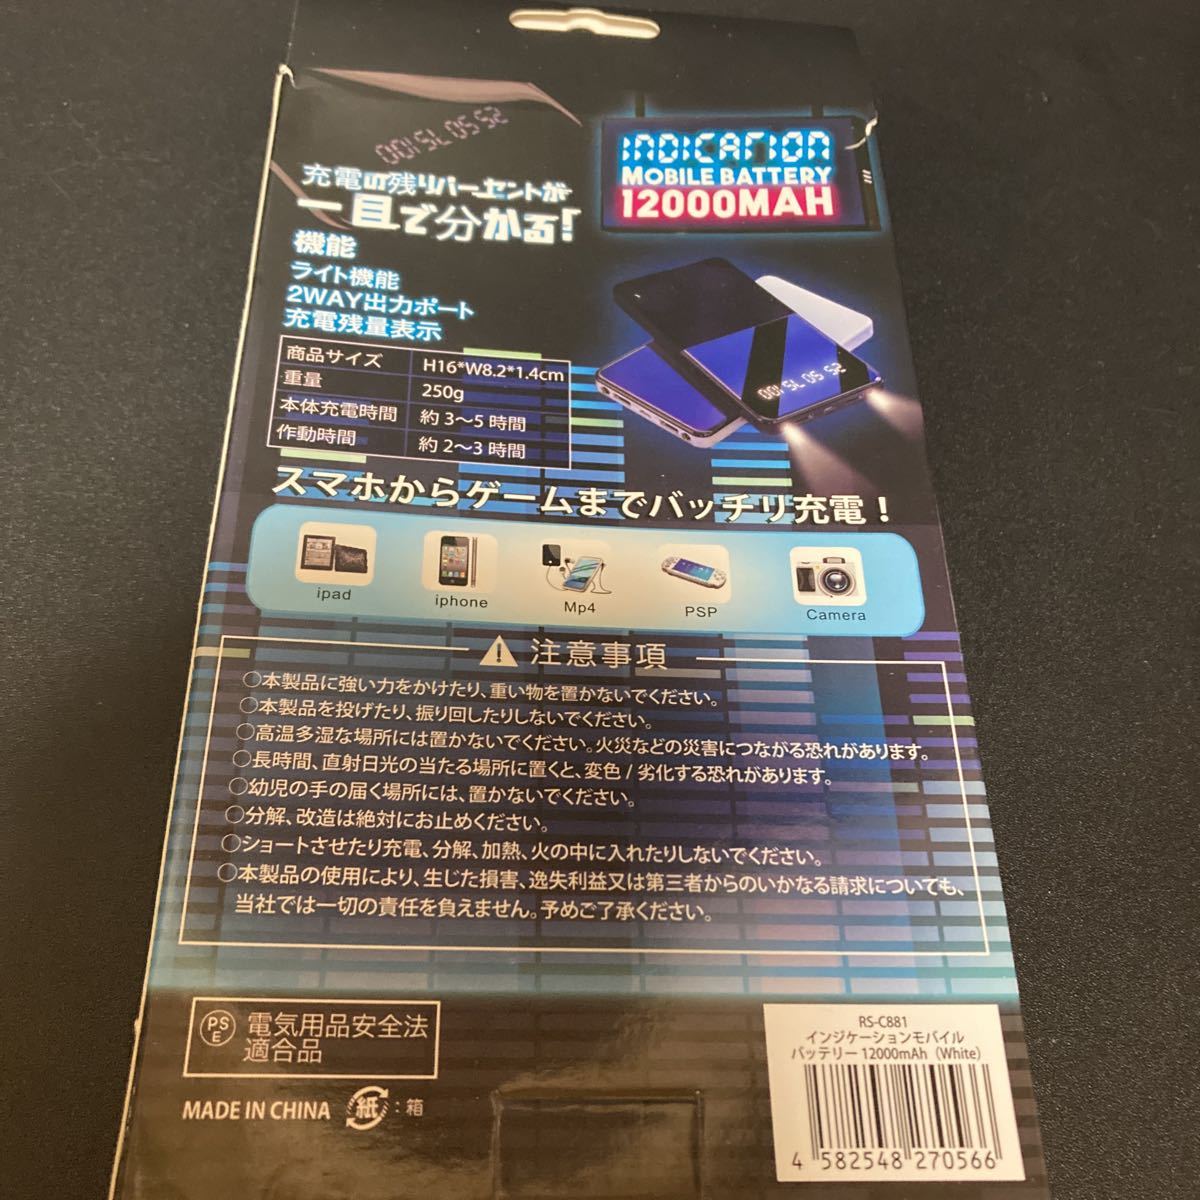 25 50 75 100
充電の残りパーセントが
一目で分かる!
INDICATION
MOBILE BATTERY
12000MAH
機能
ライト機能
2WAY出力ポート
充電残量表示
商品サイズ H16*W8.2*1.4cm
重量 250g
本体充電時間 約3～5時間
作動時間 約2～3時間
25 50 75 100
スマホからゲームまでバッチリ充電！
ipad iphone Mp4 PSP Camera
注意事項
○本製品に強い力をかけたり、重い物を置かないでください。
○本製品を投げたり、振り回したりしないでください。
○高温多湿な場所には置かないでください。火災などの災害につながる恐れがあります。
○長時間、直射日光の当たる場所に置くと、変色/劣化する恐れがあります。
○幼児の手の届く場所には、置かないでください。
○分解、改造は絶対にお止めください。
○ショートさせたり充電、分解、加熱、火の中に入れたりしないでください。
○本製品の使用により、生じた損害、逸失利益又は第三者からのいかなる請求についても、
当社では一切の責任を負えません。予めご了承ください。
PS
E
電気用品安全法
適合品
MADE IN CHINA 紙:箱
RS-C881
インジケーションモバイル
バッテリー 12000mAh (White)
4 582548 270566